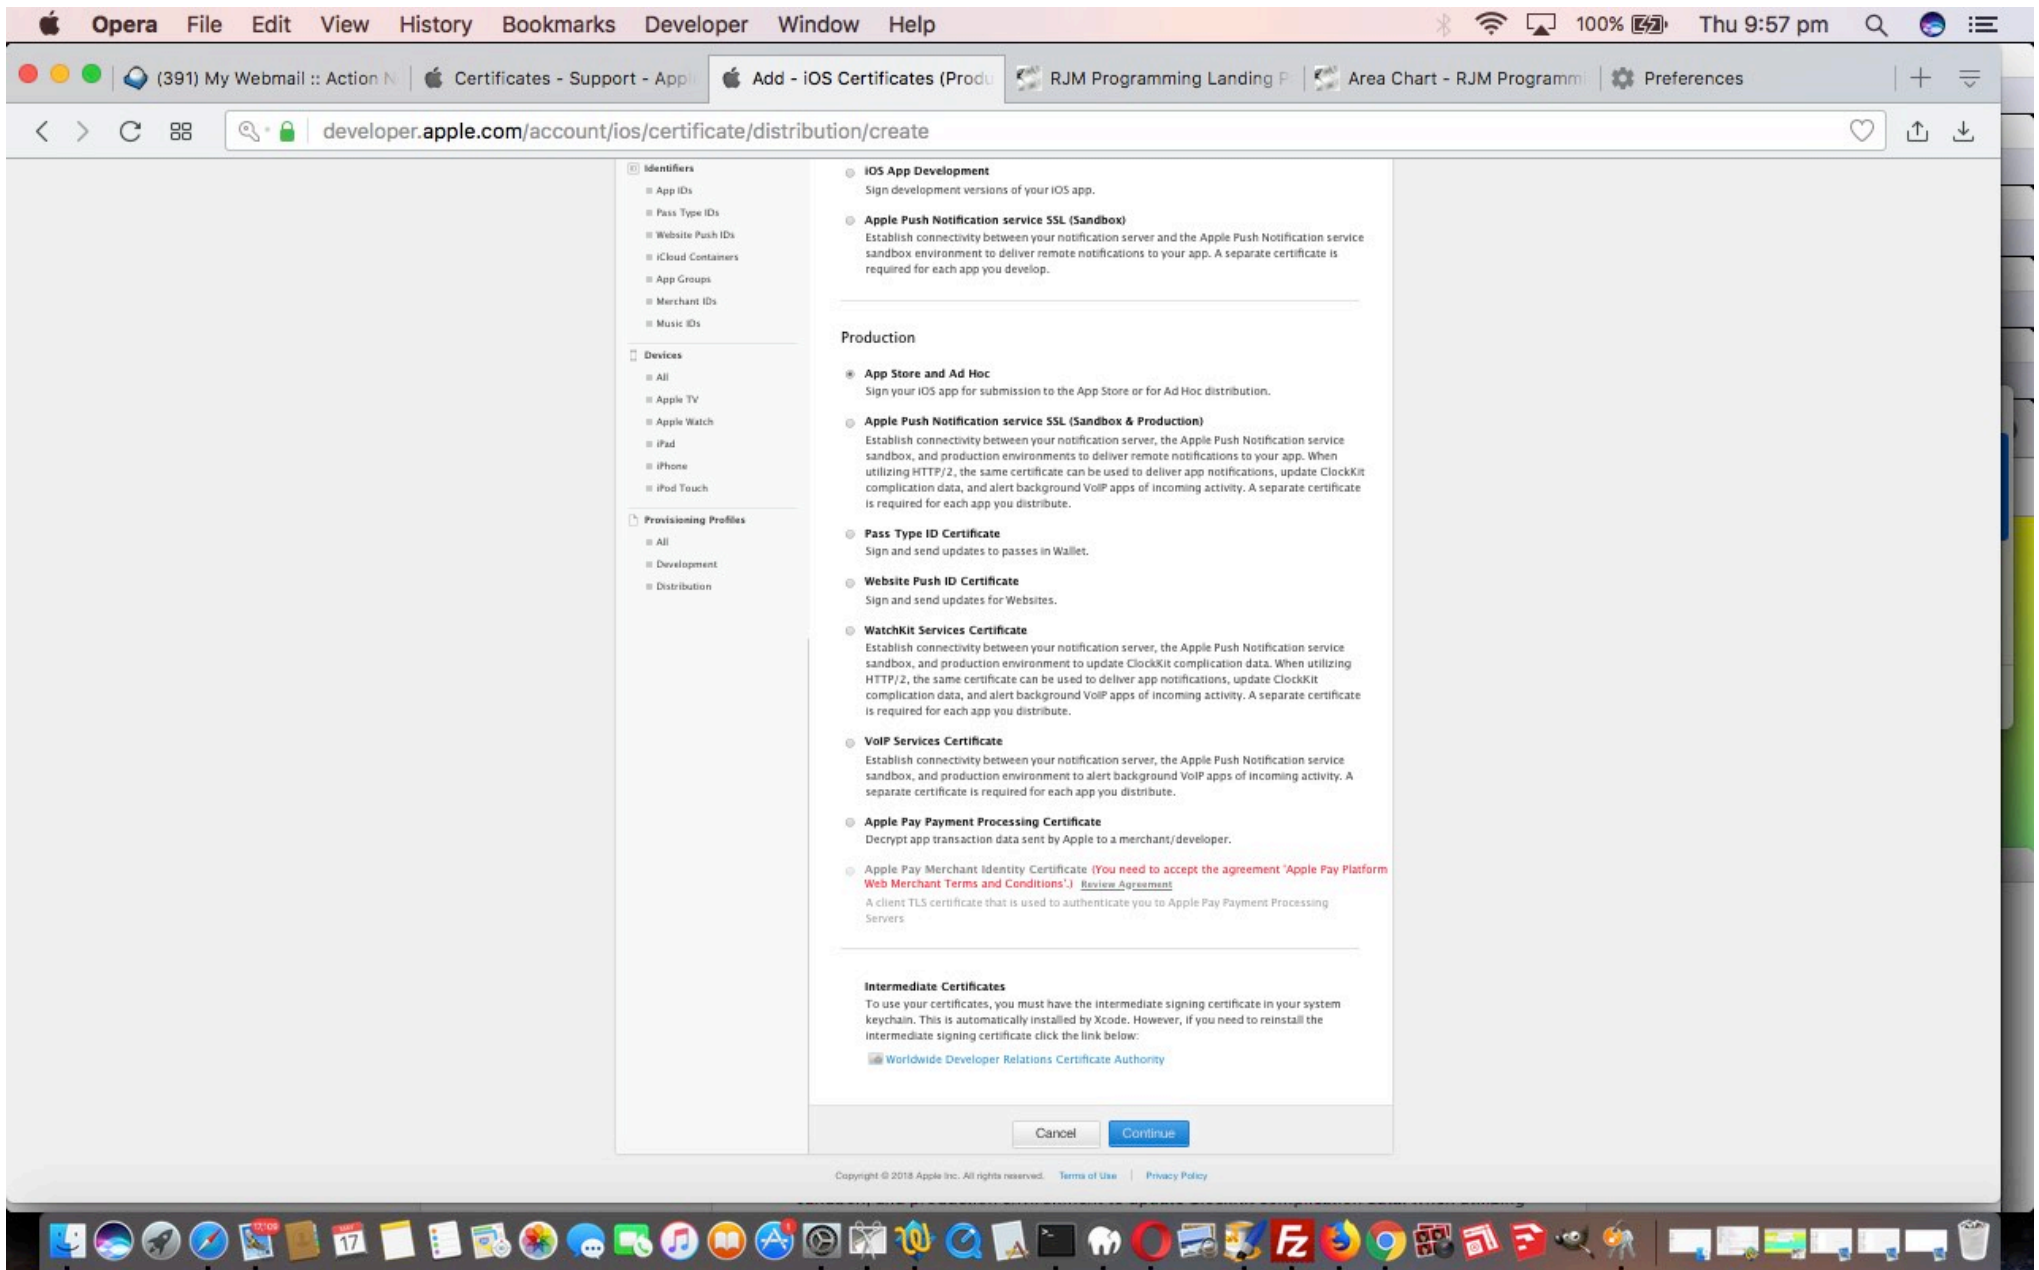 Opera File Edit View History Bookmarks Developer Window Help 100% Thu 9:57 pm
(391) My Webmail :: Action N Certificates - Support - Appl Add - iOS Certificates (Produ RJM Programming Landing P Area Chart - RJM Programmi Preferences
developer.apple.com/account/ios/certificate/distribution/create
Identifiers
App IDs
Pass Type IDs
Website Push IDs
iCloud Containers
App Groups
Merchant IDs
Music IDs
Devices
All
Apple TV
Apple Watch
iPad
iPhone
iPod Touch
Provisioning Profiles
All
Development
Distribution
iOS App Development
Sign development versions of your iOS app.
Apple Push Notification service SSL (Sandbox)
Establish connectivity between your notification server and the Apple Push Notification service
sandbox environment to deliver remote notifications to your app. A separate certificate is
required for each app you develop.
Production
App Store and Ad Hoc
Sign your iOS app for submission to the App Store or for Ad Hoc distribution.
Apple Push Notification service SSL (Sandbox & Production)
Establish connectivity between your notification server, the Apple Push Notification service
sandbox, and production environments to deliver remote notifications to your app. When
utilizing HTTP/2, the same certificate can be used to deliver app notifications, update ClockKit
complication data, and alert background VoIP apps of incoming activity. A separate certificate
is required for each app you distribute.
Pass Type ID Certificate
Sign and send updates to passes in Wallet.
Website Push ID Certificate
Sign and send updates for Websites.
WatchKit Services Certificate
Establish connectivity between your notification server, the Apple Push Notification service
sandbox, and production environment to update ClockKit complication data. When utilizing
HTTP/2, the same certificate can be used to deliver app notifications, update ClockKit
complication data, and alert background VoIP apps of incoming activity. A separate certificate
is required for each app you distribute.
VoIP Services Certificate
Establish connectivity between your notification server, the Apple Push Notification service
sandbox, and production environment to alert background VoIP apps of incoming activity. A
separate certificate is required for each app you distribute.
Apple Pay Payment Processing Certificate
Decrypt app transaction data sent by Apple to a merchant/developer.
Apple Pay Merchant Identity Certificate (You need to accept the agreement 'Apple Pay Platform
Web Merchant Terms and Conditions'.) Review Agreement
A client TLS certificate that is used to authenticate you to Apple Pay Payment Processing
Servers
Intermediate Certificates
To use your certificates, you must have the intermediate signing certificate in your system
keychain. This is automatically installed by Xcode. However, if you need to reinstall the
intermediate signing certificate click the link below:
Worldwide Developer Relations Certificate Authority
Cancel Continue
Copyright © 2018 Apple Inc. All rights reserved. Terms of Use | Privacy Policy
MAY
17
1